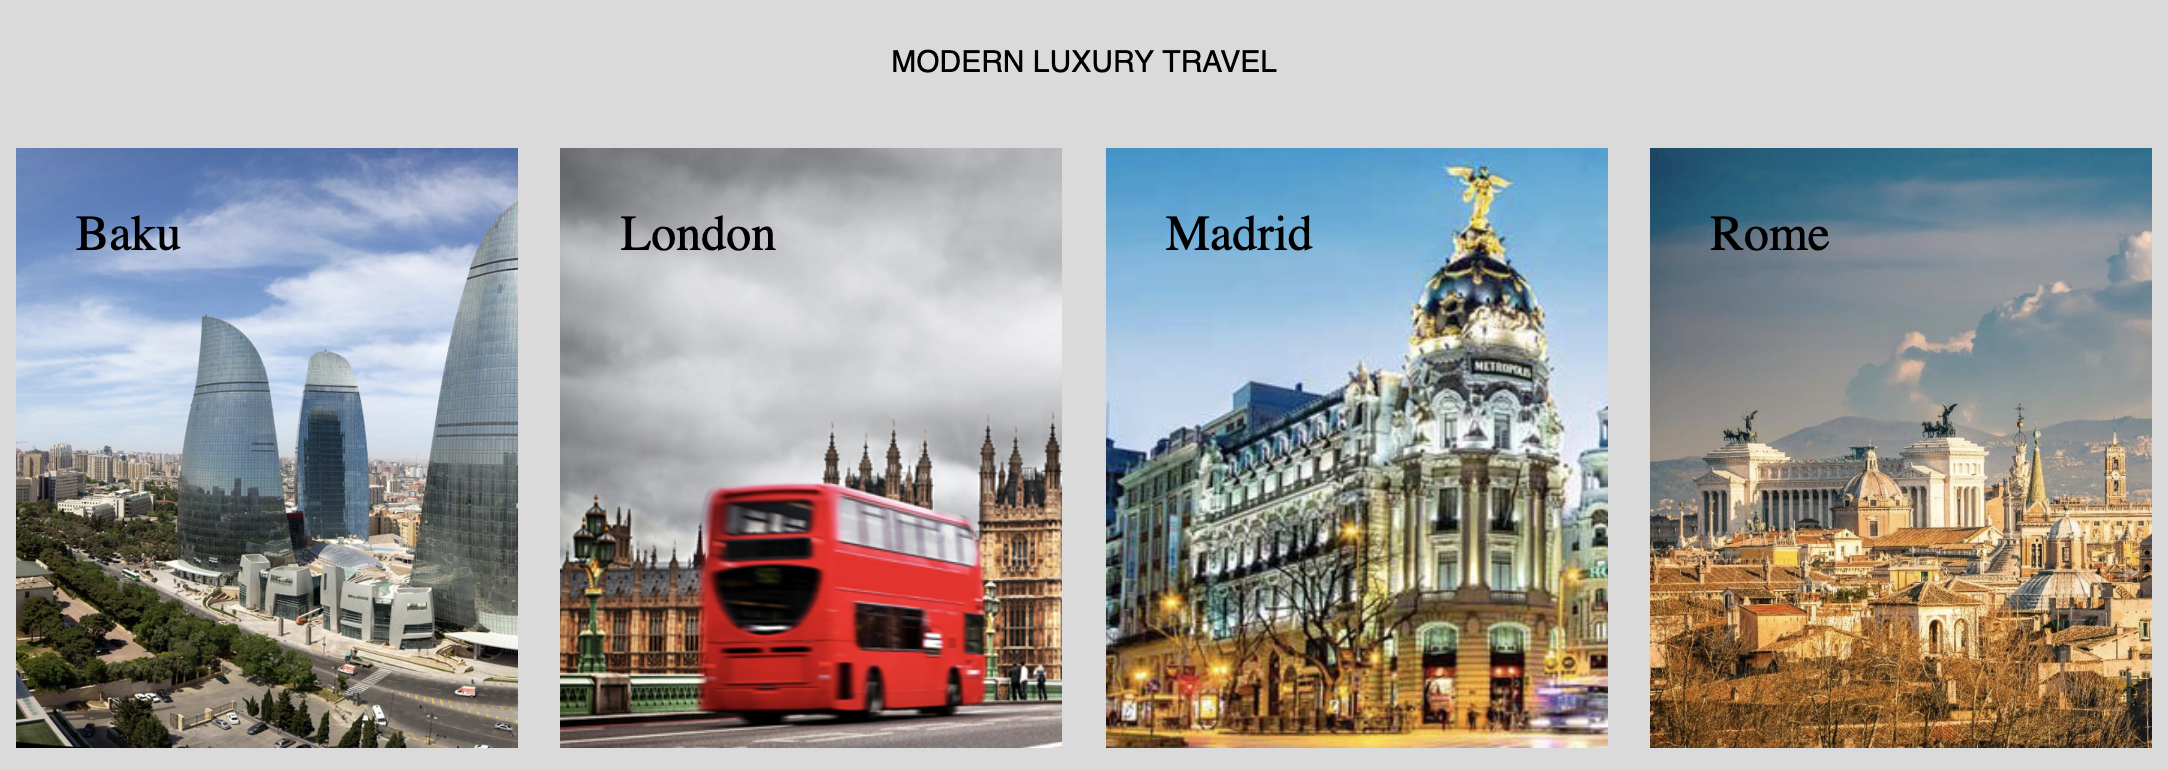 MODERN LUXURY TRAVEL
Baku
London
Madrid
Rome
METROPOLIS